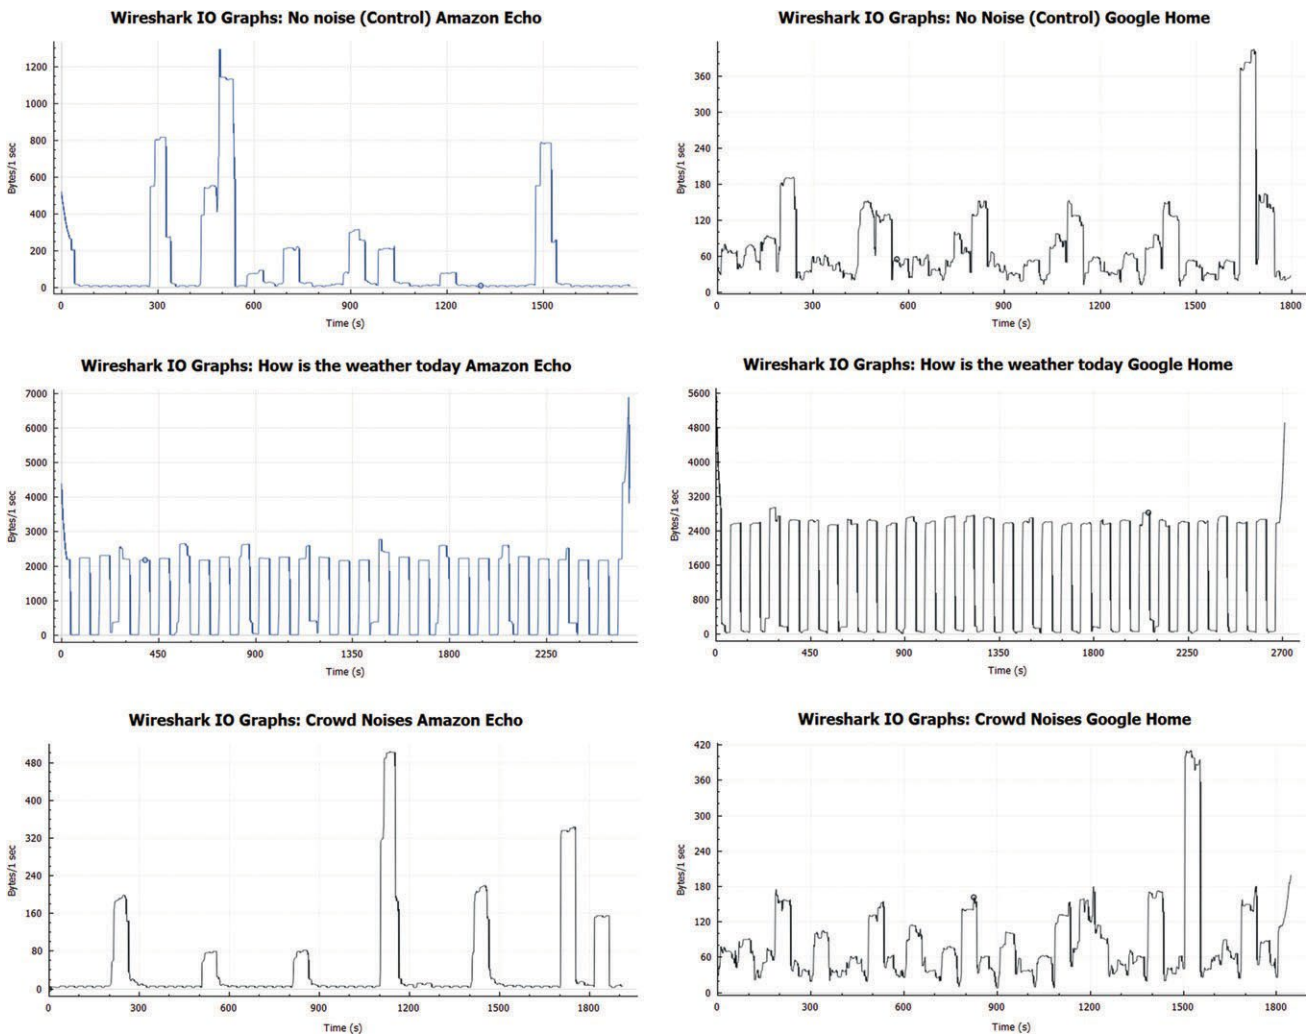 Wireshark IO Graphs: No noise (Control) Amazon Echo
1200
1000
800
600
400
200
0
Bytes/1 sec
0 300 600 900 1200 1500
Time (s)
Wireshark IO Graphs: No Noise (Control) Google Home
360
300
240
180
120
60
0
Bytes/1 sec
0 300 600 900 1200 1500 1800
Time (s)
Wireshark IO Graphs: How is the weather today Amazon Echo
7000
6000
5000
4000
3000
2000
1000
0
Bytes/1 sec
0 450 900 1350 1800 2250
Time (s)
Wireshark IO Graphs: How is the weather today Google Home
5600
4800
4000
3200
2400
1600
800
0
Bytes/1 sec
0 450 900 1350 1800 2250 2700
Time (s)
Wireshark IO Graphs: Crowd Noises Amazon Echo
480
400
320
240
160
80
0
Bytes/1 sec
0 300 600 900 1200 1500 1800
Time (s)
Wireshark IO Graphs: Crowd Noises Google Home
420
360
300
240
180
120
60
0
Bytes/1 sec
0 300 600 900 1200 1500 1800
Time (s)